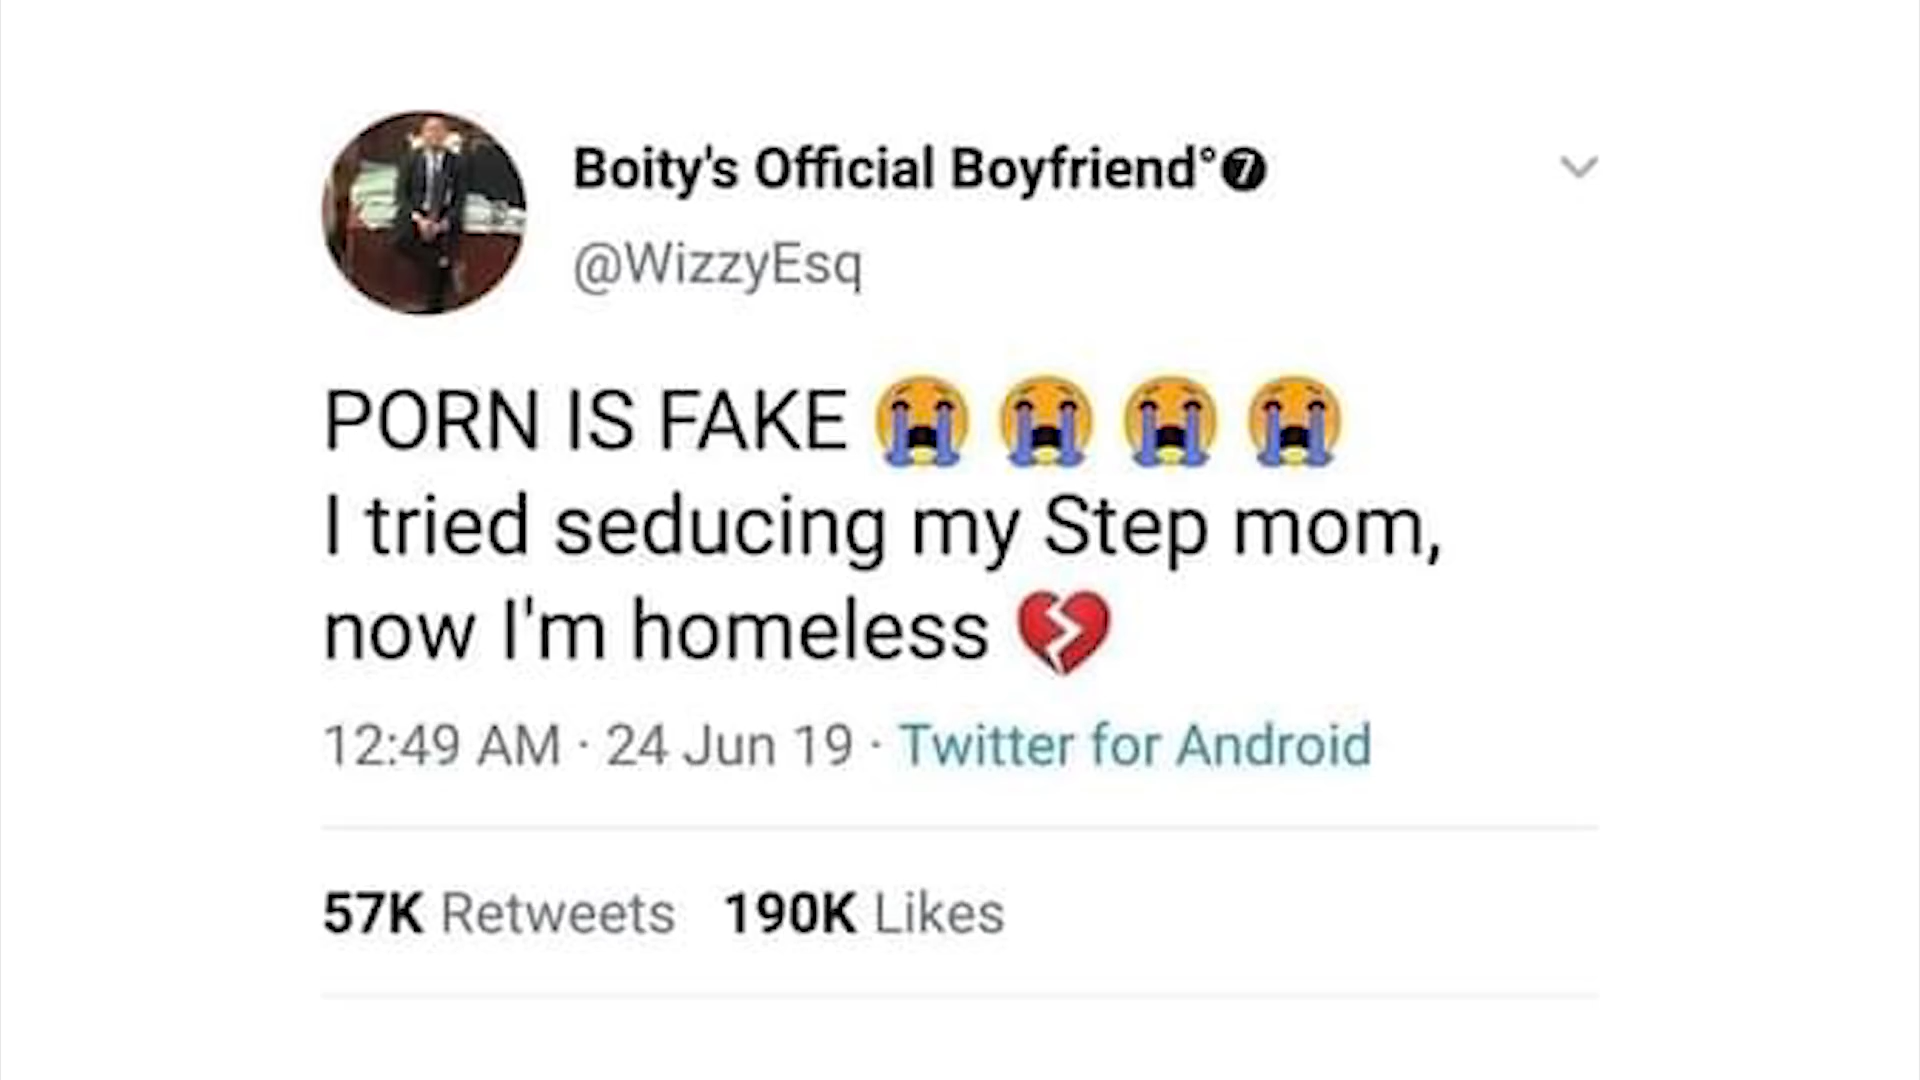 Boity's Official Boyfriend°❼
@WizzyEsq
PORN IS FAKE 😭 😭 😭 😭
I tried seducing my Step mom,
now I'm homeless 💔
12:49 AM · 24 Jun 19 · Twitter for Android
57K Retweets 190K Likes